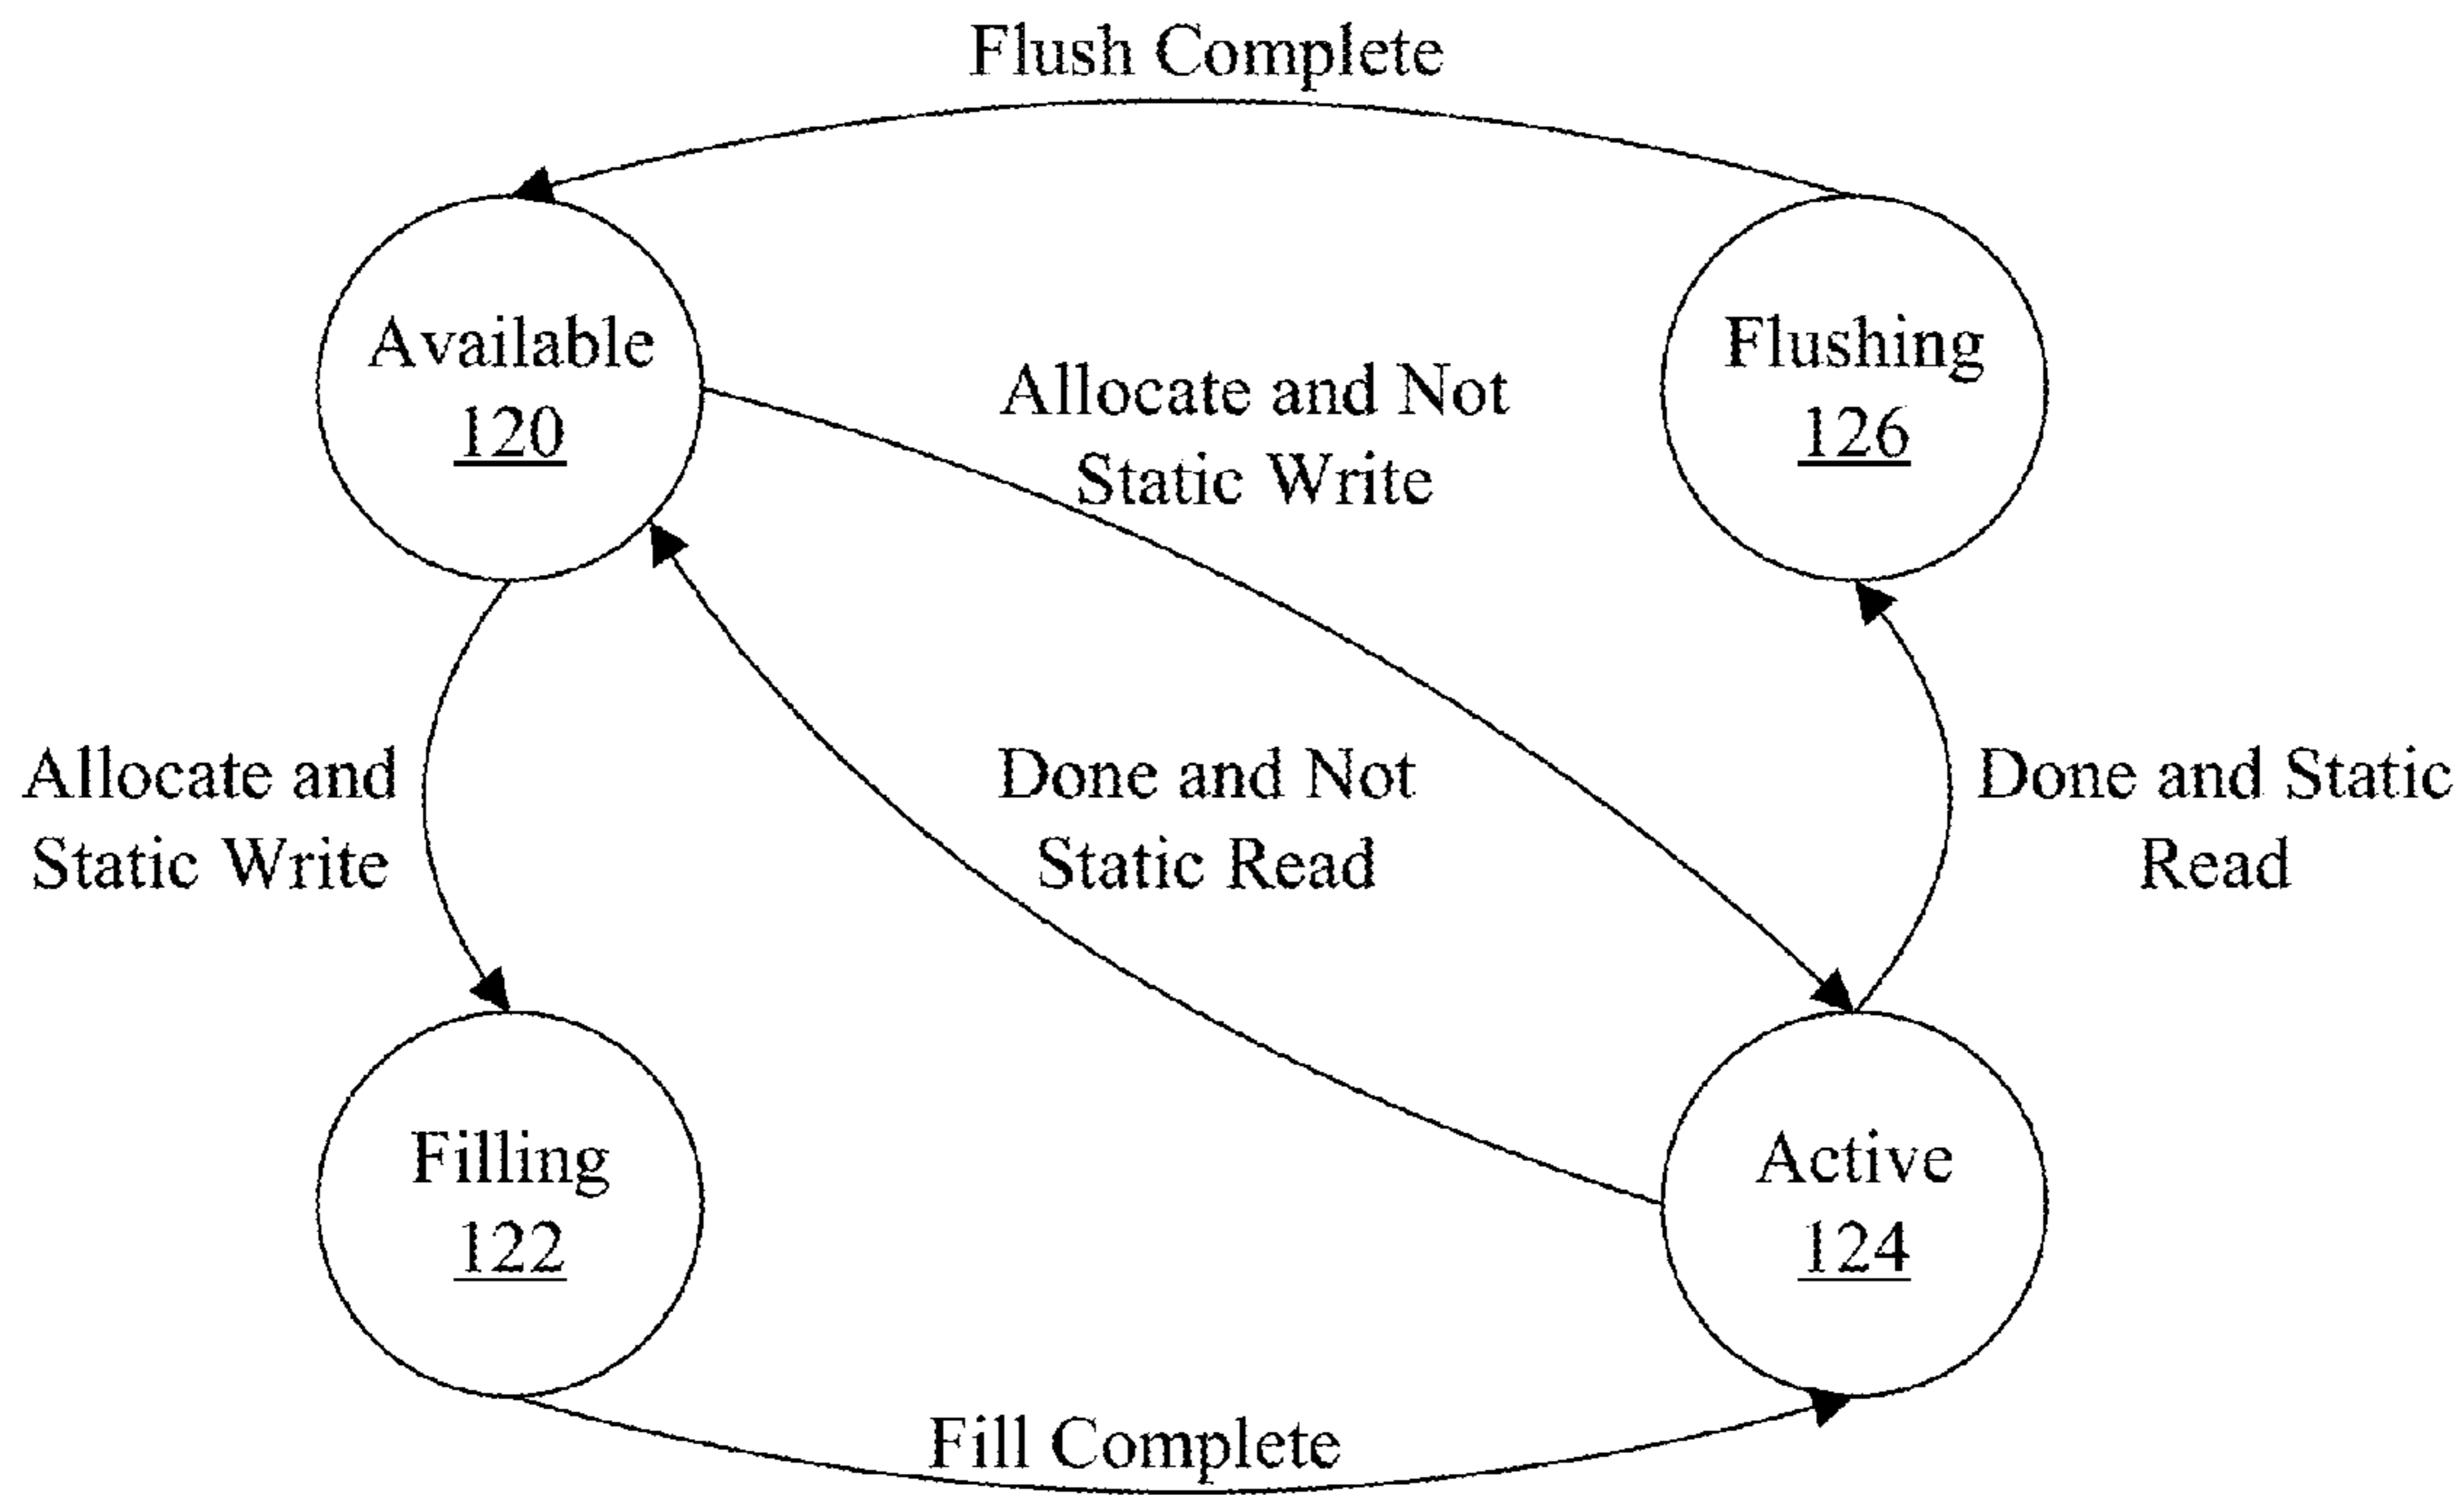 Flush Complete
Available
120
Flushing
126
Allocate and Not
Static Write
Allocate and
Static Write
Done and Not
Static Read
Done and Static
Read
Filling
122
Active
124
Fill Complete